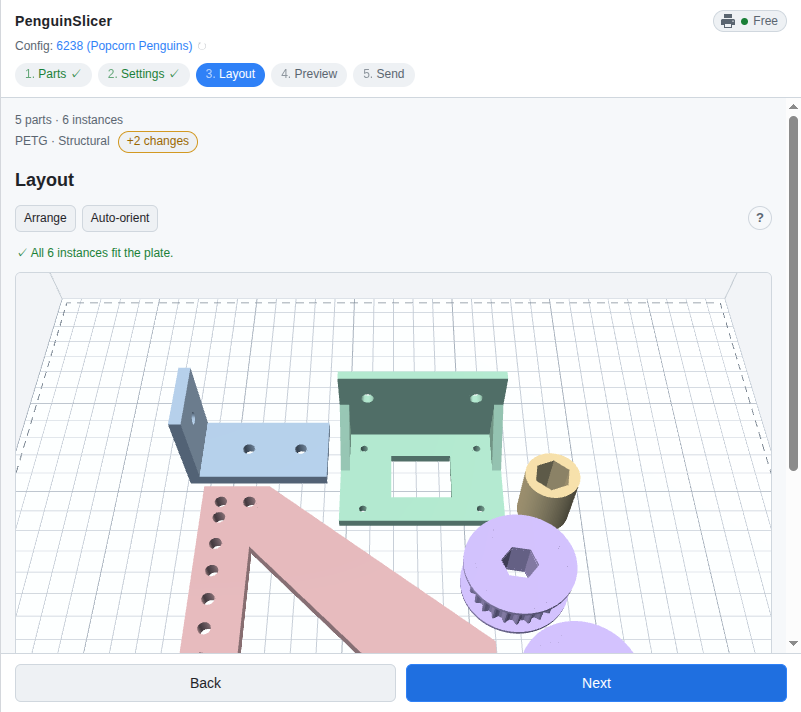 PenguinSlicer
Free
Config: 6238 (Popcorn Penguins)
1. Parts ✓ 2. Settings ✓ 3. Layout 4. Preview 5. Send
5 parts · 6 instances
PETG · Structural +2 changes
Layout
Arrange Auto-orient ?
✓ All 6 instances fit the plate.
Back Next